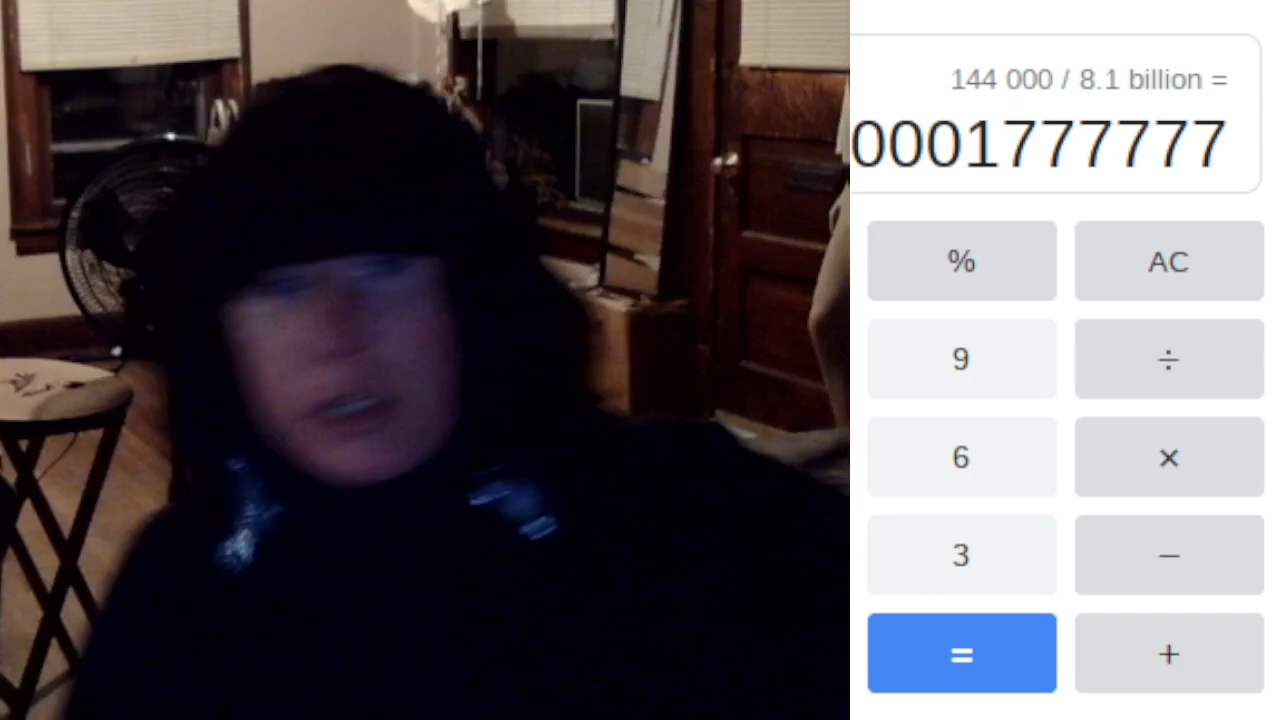 144 000 / 8.1 billion =
0001777777
% AC
9 ÷
6 ×
3 −
= +